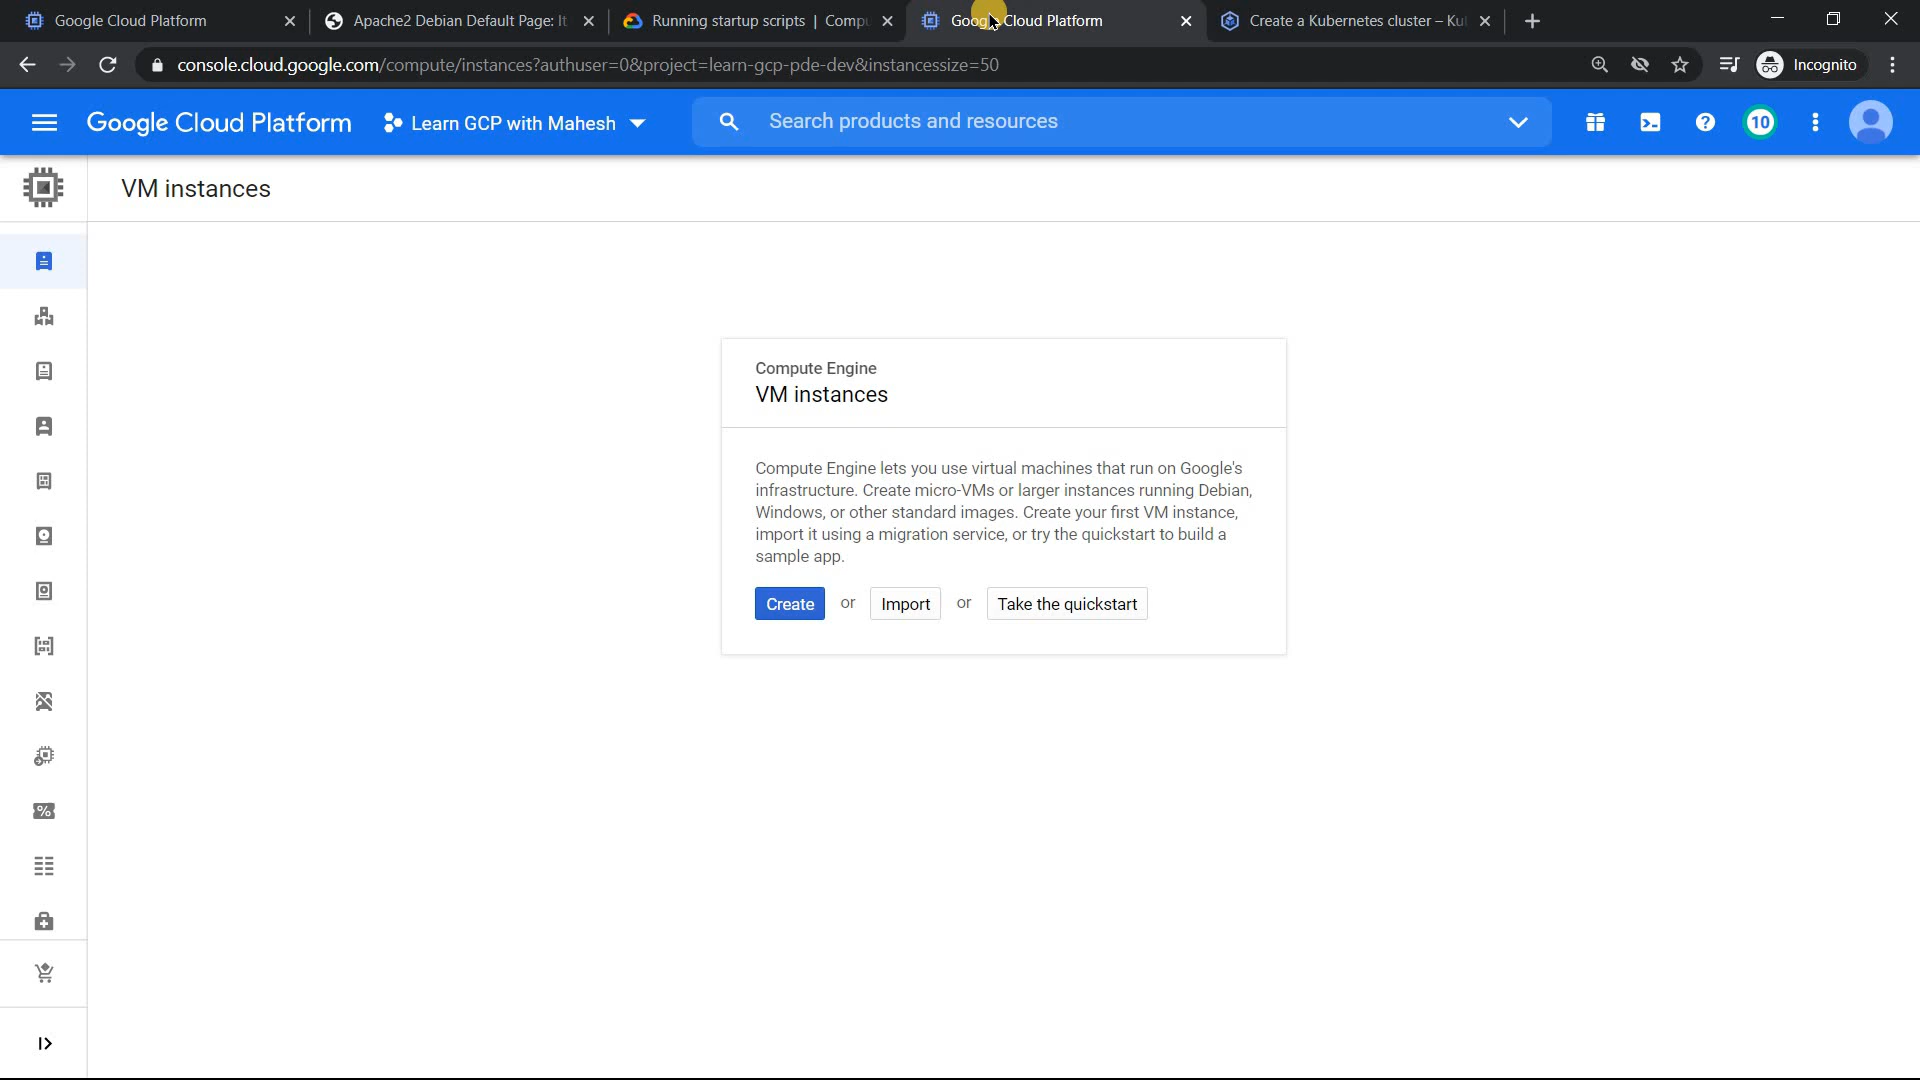 Google Cloud Platform
Apache2 Debian Default Page: It
Running startup scripts | Compu
Google Cloud Platform
Create a Kubernetes cluster – Ku
console.cloud.google.com/compute/instances?authuser=0&project=learn-gcp-pde-dev&instancessize=50
Incognito
Google Cloud Platform
Learn GCP with Mahesh
Search products and resources
?
10
VM instances
Compute Engine
VM instances
Compute Engine lets you use virtual machines that run on Google's
infrastructure. Create micro-VMs or larger instances running Debian,
Windows, or other standard images. Create your first VM instance,
import it using a migration service, or try the quickstart to build a
sample app.
Create or Import or Take the quickstart
%